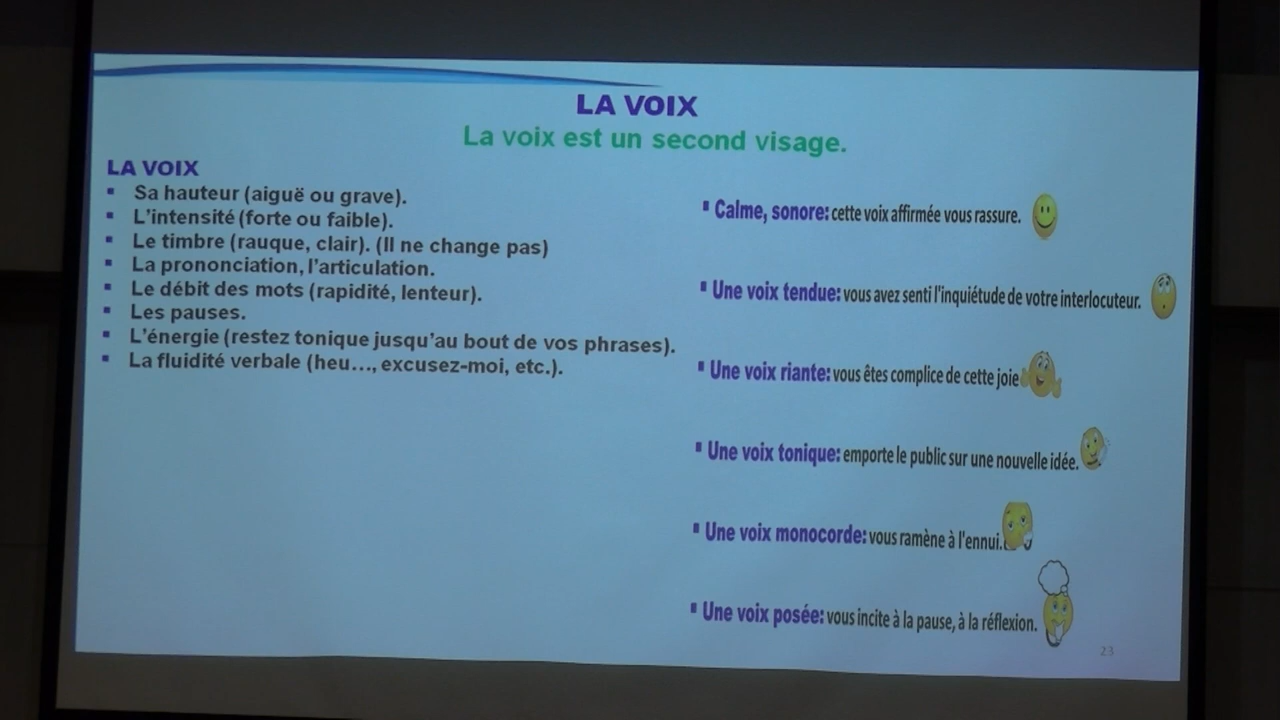 LA VOIX
La voix est un second visage.
LA VOIX
▪ Sa hauteur (aiguë ou grave).
▪ L'intensité (forte ou faible).
▪ Le timbre (rauque, clair). (Il ne change pas)
▪ La prononciation, l'articulation.
▪ Le débit des mots (rapidité, lenteur).
▪ Les pauses.
▪ L'énergie (restez tonique jusqu'au bout de vos phrases).
▪ La fluidité verbale (heu…, excusez-moi, etc.).
▪ Calme, sonore: cette voix affirmée vous rassure.
▪ Une voix tendue: vous avez senti l'inquiétude de votre interlocuteur.
▪ Une voix riante: vous êtes complice de cette joie
▪ Une voix tonique: emporte le public sur une nouvelle idée.
▪ Une voix monocorde: vous ramène à l'ennui.
▪ Une voix posée: vous incite à la pause, à la réflexion.
23